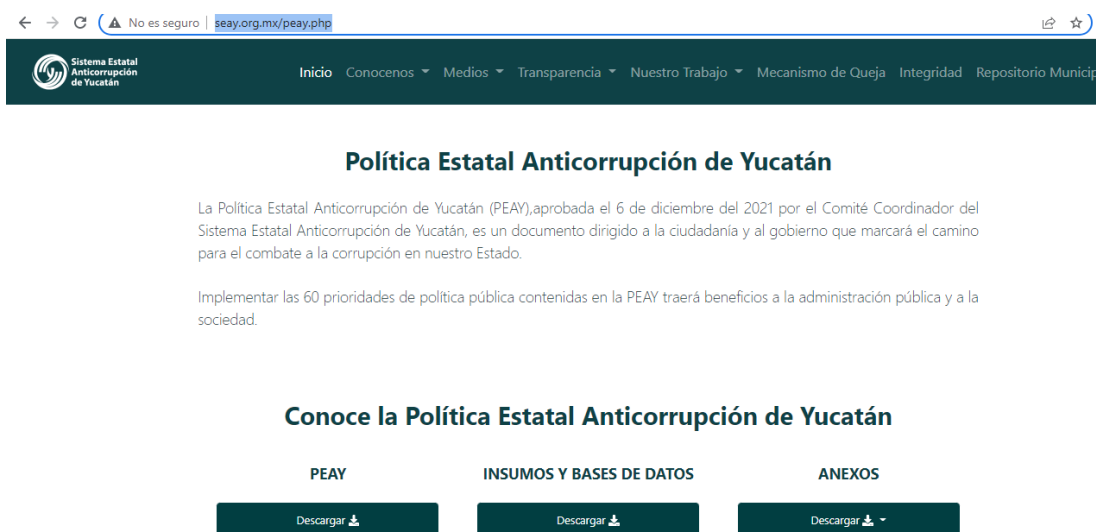 No es seguro | seay.org.mx/peay.php
Sistema Estatal
Anticorrupción
de Yucatán
Inicio Conocenos Medios Transparencia Nuestro Trabajo Mecanismo de Queja Integridad Repositorio Municip
Política Estatal Anticorrupción de Yucatán
La Política Estatal Anticorrupción de Yucatán (PEAY),aprobada el 6 de diciembre del 2021 por el Comité Coordinador del
Sistema Estatal Anticorrupción de Yucatán, es un documento dirigido a la ciudadanía y al gobierno que marcará el camino
para el combate a la corrupción en nuestro Estado.
Implementar las 60 prioridades de política pública contenidas en la PEAY traerá beneficios a la administración pública y a la
sociedad.
Conoce la Política Estatal Anticorrupción de Yucatán
PEAY INSUMOS Y BASES DE DATOS ANEXOS
Descargar Descargar Descargar